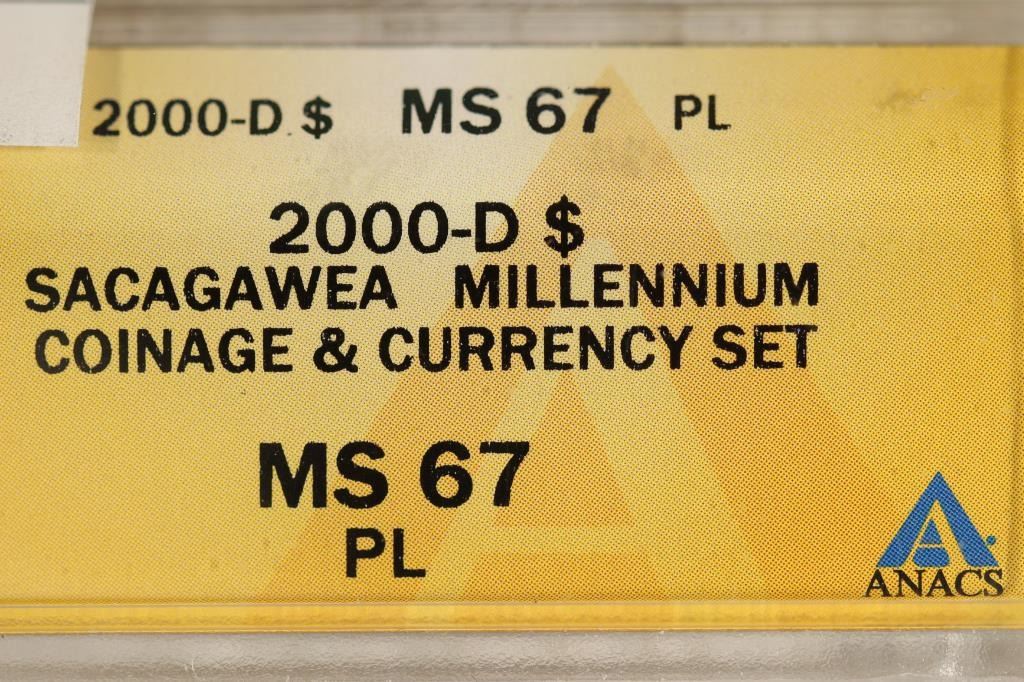 2000-D $ MS 67 PL
2000-D $
SACAGAWEA MILLENNIUM
COINAGE & CURRENCY SET
MS 67
PL
ANACS